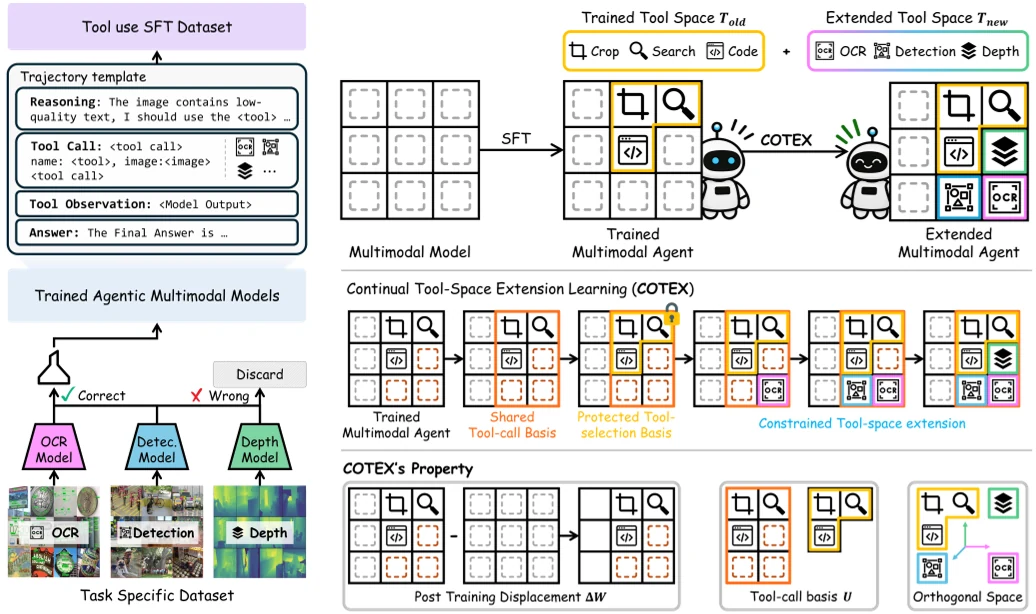 Tool use SFT Dataset
Trajectory template
Reasoning: The image contains low-
quality text, I should use the <tool> …
Tool Call: <tool call>
name: <tool>, image:<image>
<tool call>
OCR
...
Tool Observation: <Model Output>
Answer: The Final Answer is …
Trained Agentic Multimodal Models
Discard
Correct
Wrong
OCR
Model
Detec.
Model
Depth
Model
OCR
OCR
Detection
Depth
Task Specific Dataset
Trained Tool Space T_old
Extended Tool Space T_new
Crop
Search
</>
Code
+
OCR
OCR
Detection
Depth
SFT
</>
COTEX
</>
OCR
Multimodal Model
Trained
Multimodal Agent
Extended
Multimodal Agent
Continual Tool-Space Extension Learning (COTEX)
</>
</>
</>
</>
</>
</>
OCR
OCR
OCR
Trained
Multimodal Agent
Shared
Tool-call Basis
Protected Tool-
selection Basis
Constrained Tool-space extension
COTEX's Property
</>
-
</>
</>
</>
</>
OCR
Post Training Displacement ΔW
Tool-call basis U
Orthogonal Space